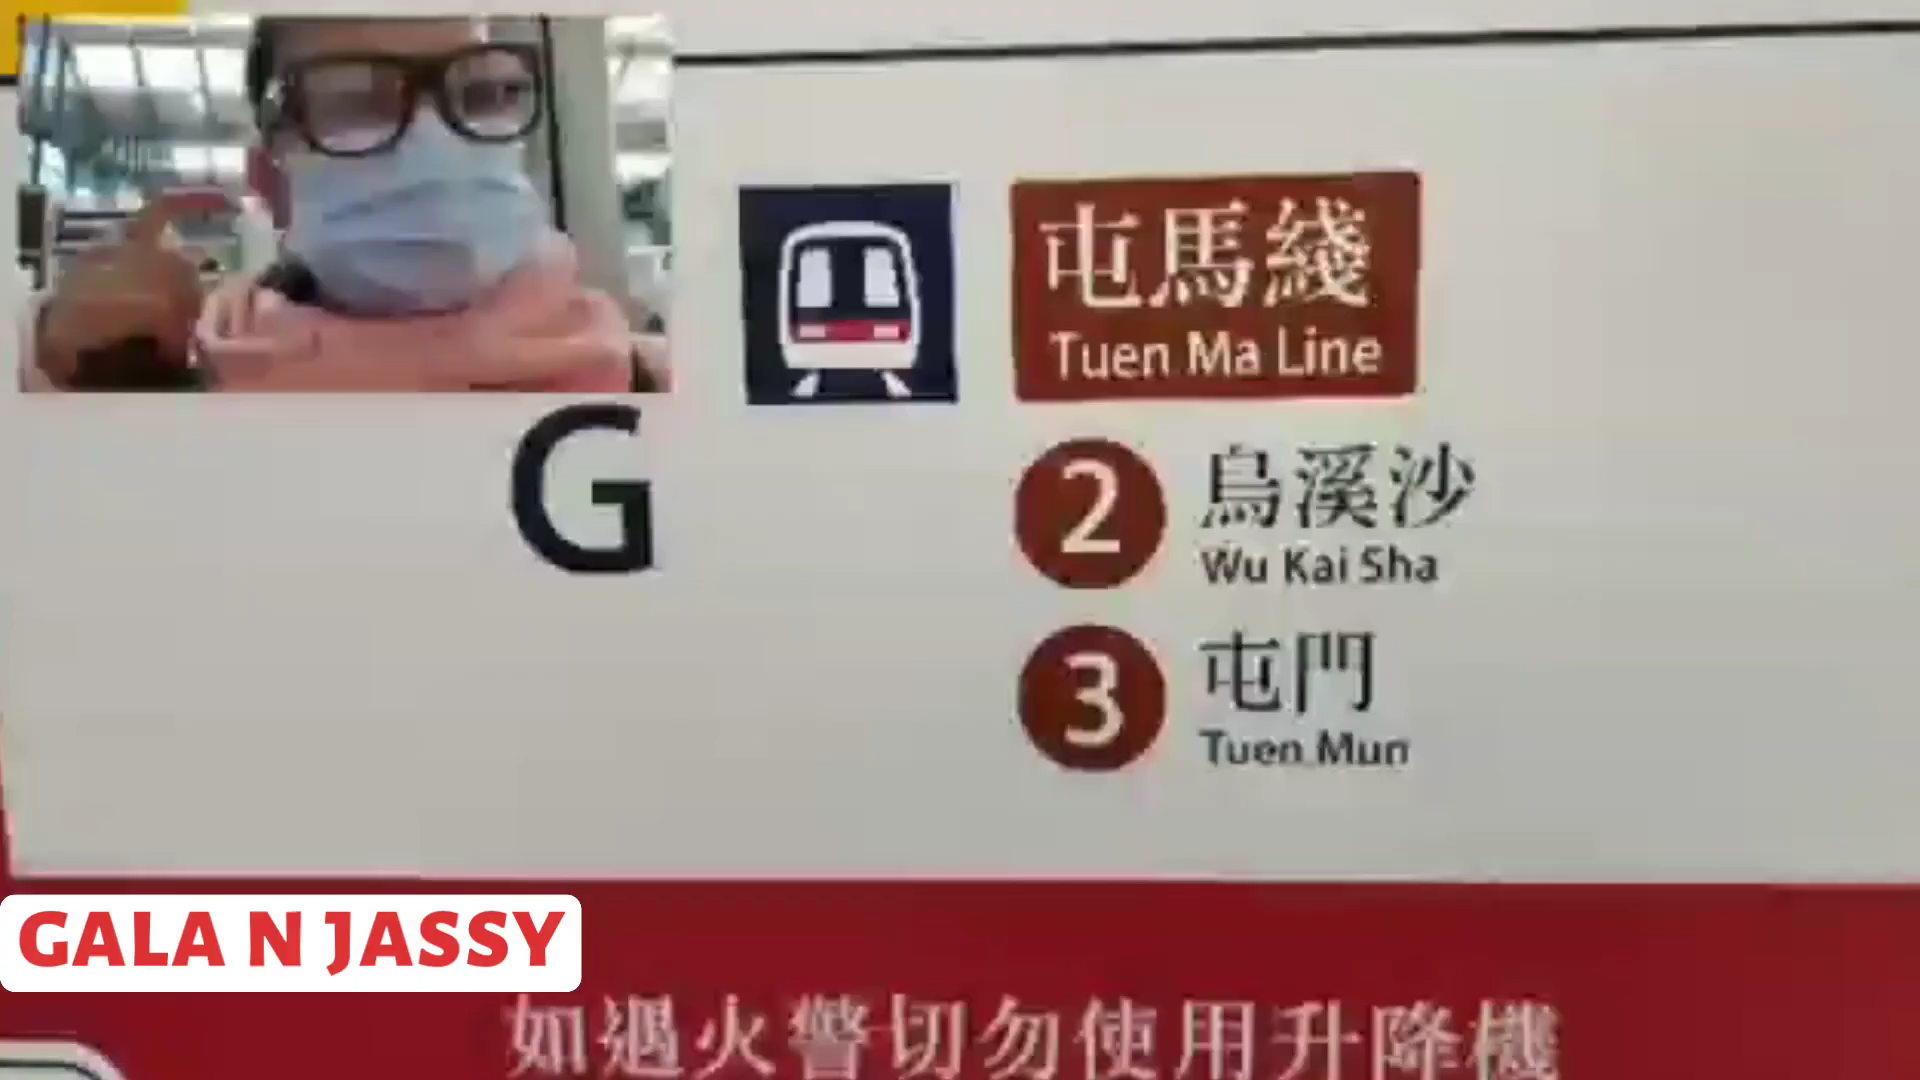 屯馬綫
Tuen Ma Line
G
2 烏溪沙
Wu Kai Sha
3 屯門
Tuen Mun
GALA N JASSY
如遇火警切勿使用升降機